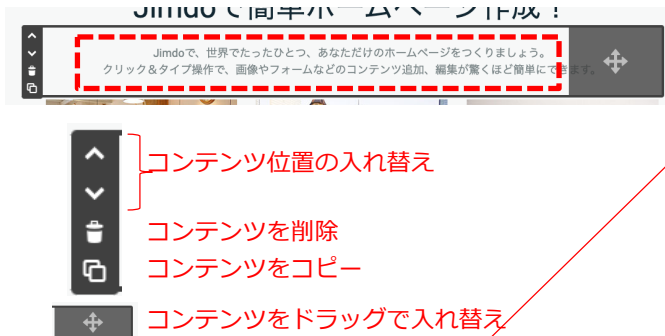 Jimdoで簡単ホームページ作成！
Jimdoで、世界でたったひとつ、あなただけのホームページをつくりましょう。
クリック＆タイプ操作で、画像やフォームなどのコンテンツ追加、編集が驚くほど簡単にできます。
コンテンツ位置の入れ替え
コンテンツを削除
コンテンツをコピー
コンテンツをドラッグで入れ替え